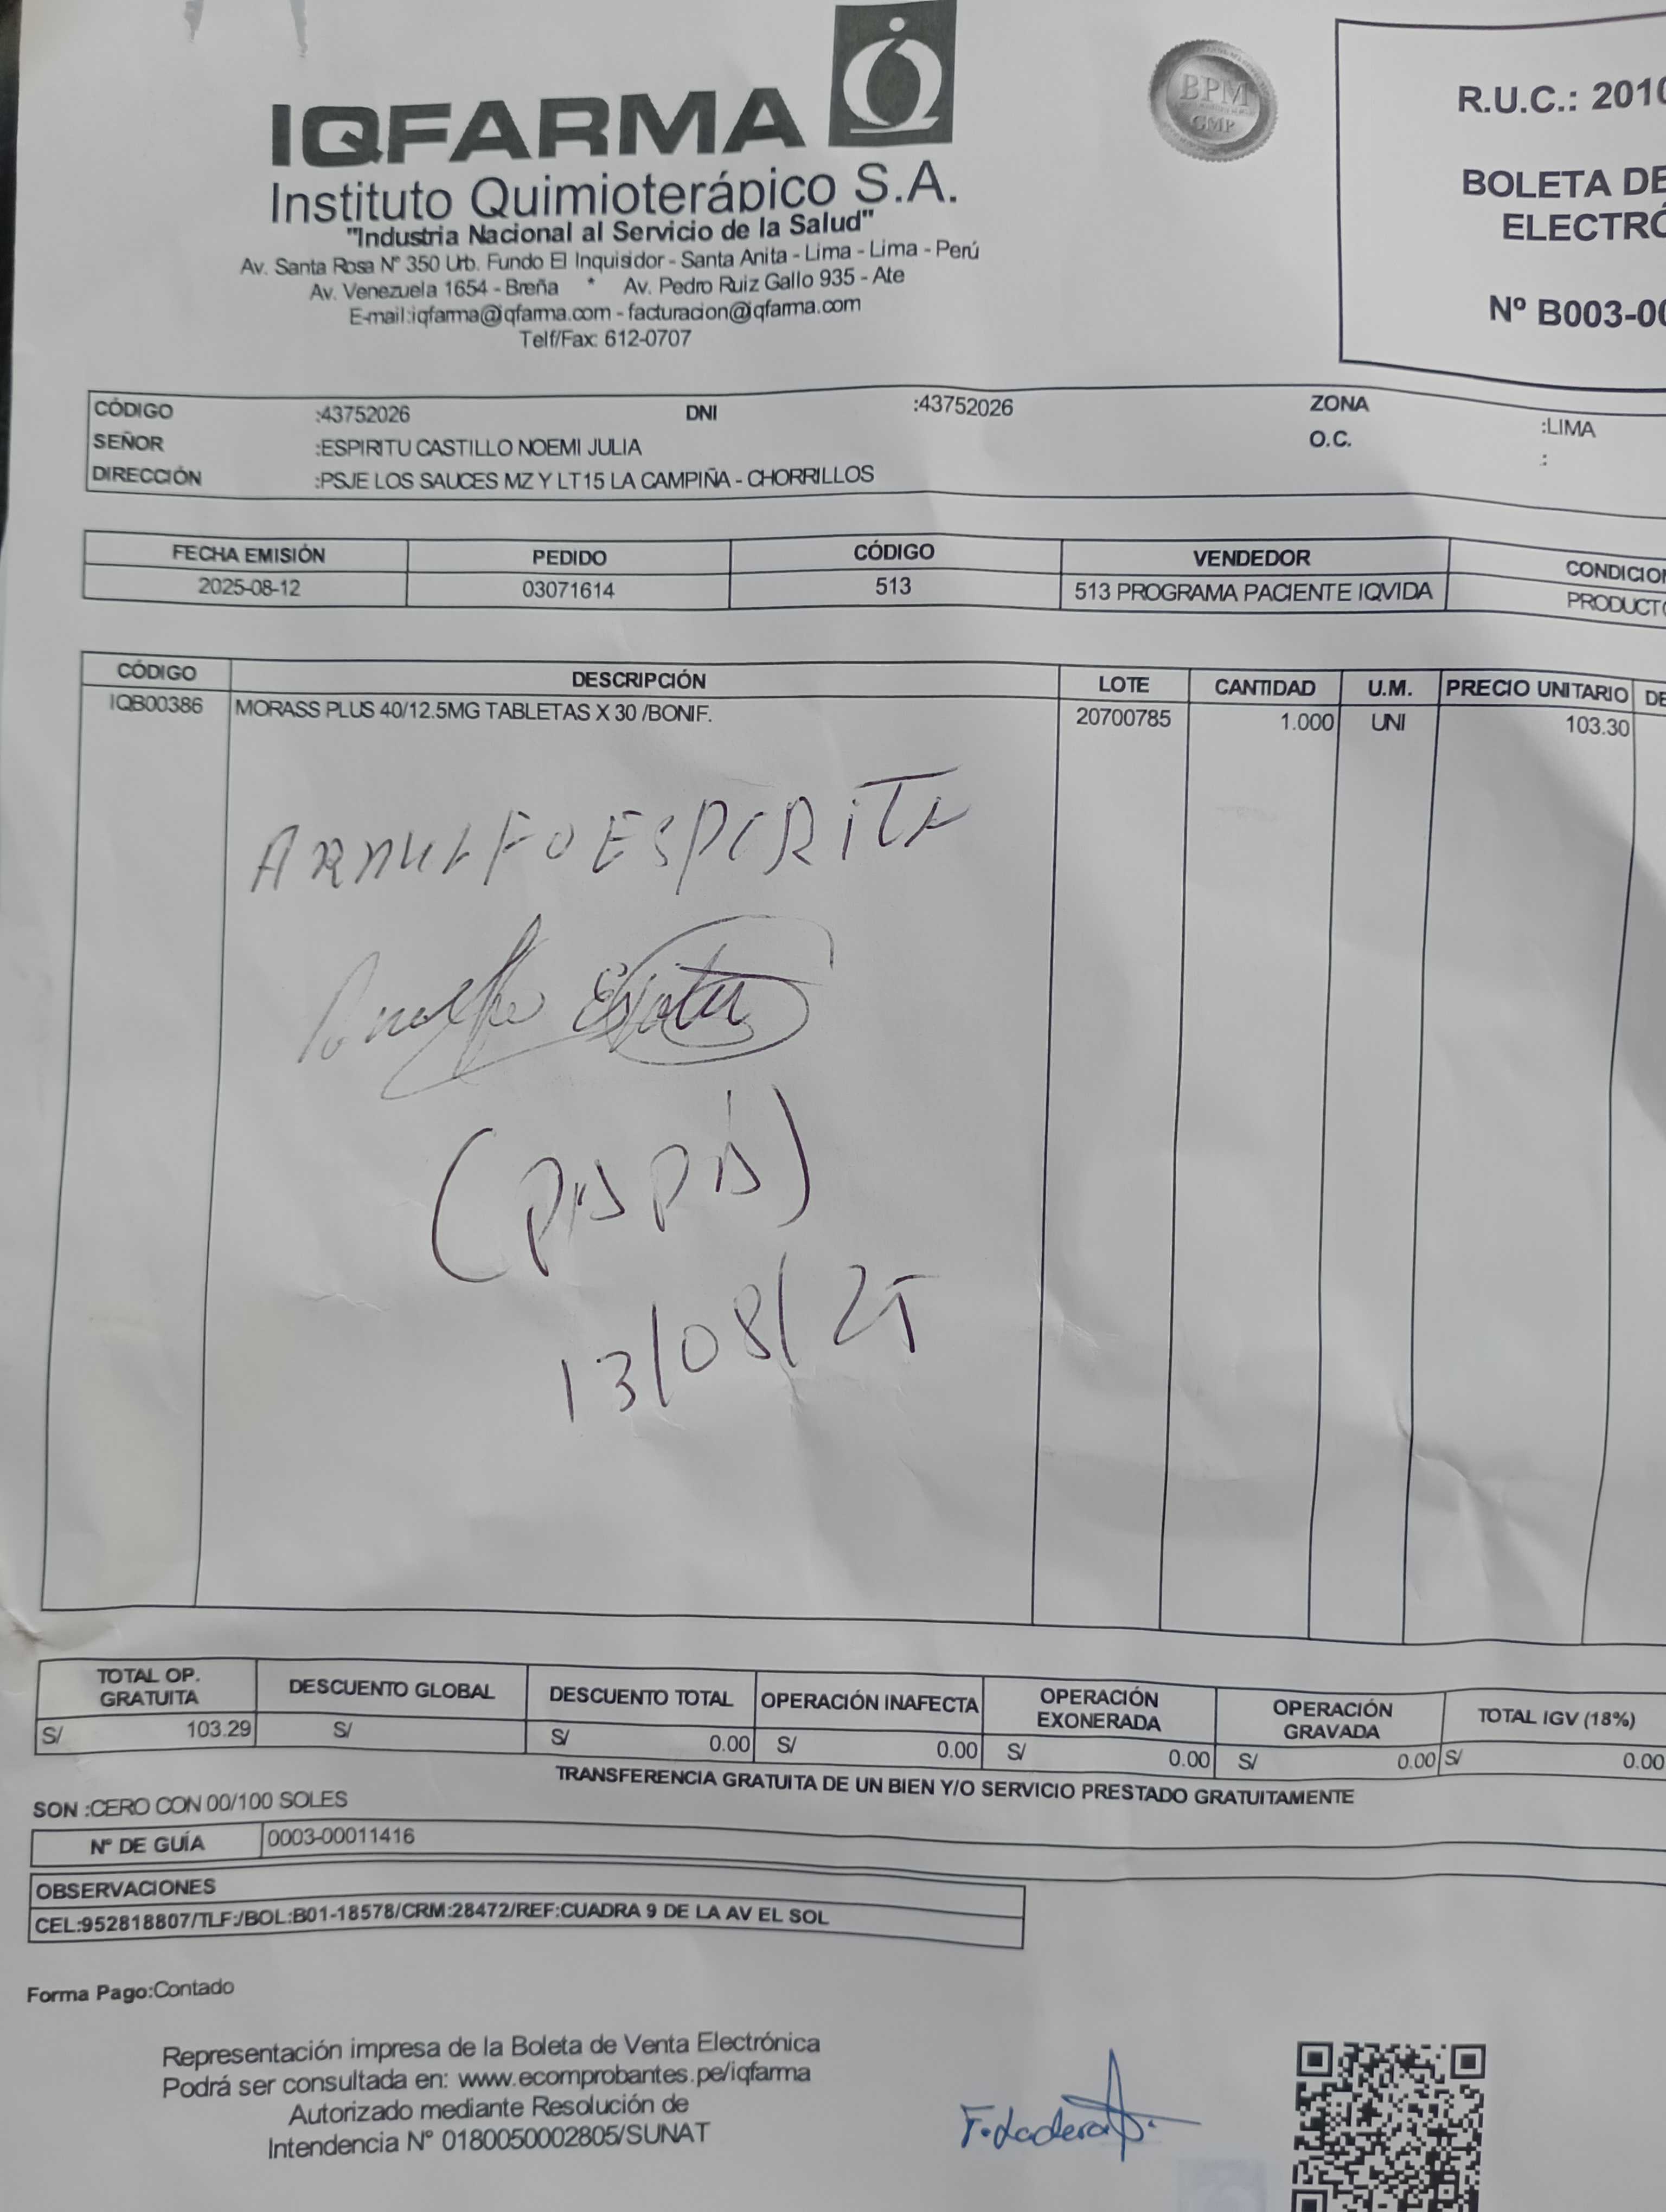 IQFARMA
Instituto Quimioterápico S.A.
"Industria Nacional al Servicio de la Salud"
Av. Santa Rosa Nº 350 Urb. Fundo El Inquisidor - Santa Anita - Lima - Lima - Perú
Av. Venezuela 1654 - Breña * Av. Pedro Ruiz Gallo 935 - Ate
E-mail:iqfarma@iqfarma.com - facturacion@iqfarma.com
Telf/Fax: 612-0707
BPM
GMP
R.U.C.: 2010
BOLETA DE
ELECTRÓ
Nº B003-00
CÓDIGO :43752026 DNI :43752026 ZONA :LIMA
SEÑOR :ESPIRITU CASTILLO NOEMI JULIA O.C. :
DIRECCIÓN :PSJE LOS SAUCES MZ Y LT15 LA CAMPIÑA - CHORRILLOS
FECHA EMISIÓN PEDIDO CÓDIGO VENDEDOR CONDICION
2025-08-12 03071614 513 513 PROGRAMA PACIENTE IQVIDA PRODUCTO
CÓDIGO DESCRIPCIÓN LOTE CANTIDAD U.M. PRECIO UNITARIO DE
IQB00386 MORASS PLUS 40/12.5MG TABLETAS X 30 /BONIF. 20700785 1.000 UNI 103.30
ARNULFO ESPIRITU
(PAPÁ)
13/08/25
TOTAL OP. GRATUITA DESCUENTO GLOBAL DESCUENTO TOTAL OPERACIÓN INAFECTA OPERACIÓN EXONERADA OPERACIÓN GRAVADA TOTAL IGV (18%)
S/ 103.29 S/ S/ 0.00 S/ 0.00 S/ 0.00 S/ 0.00 S/ 0.00
TRANSFERENCIA GRATUITA DE UN BIEN Y/O SERVICIO PRESTADO GRATUITAMENTE
SON :CERO CON 00/100 SOLES
Nº DE GUÍA 0003-00011416
OBSERVACIONES
CEL:952818807/TLF:/BOL:B01-18578/CRM:28472/REF:CUADRA 9 DE LA AV EL SOL
Forma Pago:Contado
Representación impresa de la Boleta de Venta Electrónica
Podrá ser consultada en: www.ecomprobantes.pe/iqfarma
Autorizado mediante Resolución de
Intendencia Nº 0180050002805/SUNAT
F. Ladera